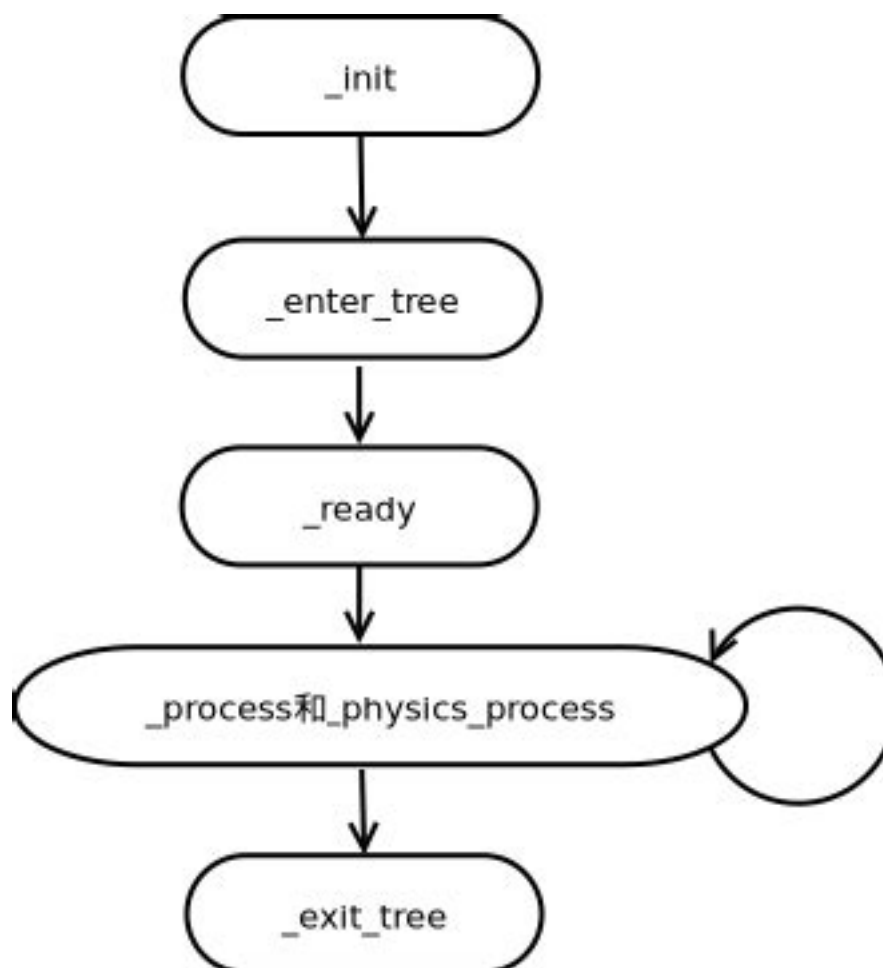 _init
_enter_tree
_ready
_process和_physics_process
_exit_tree